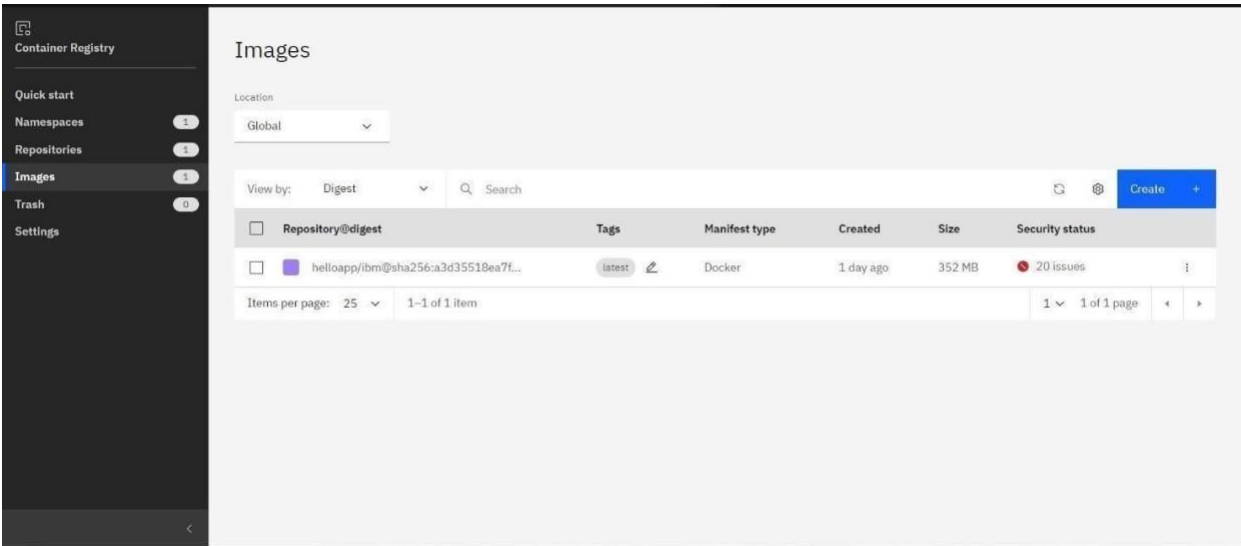 Container Registry
Quick start
Namespaces 1
Repositories 1
Images 1
Trash 0
Settings
Images
Location
Global
View by: Digest Search Create +
Repository@digest Tags Manifest type Created Size Security status
helloapp/ibm@sha256:a3d35518ea7f... latest Docker 1 day ago 352 MB 20 issues
Items per page: 25 1–1 of 1 item 1 1 of 1 page